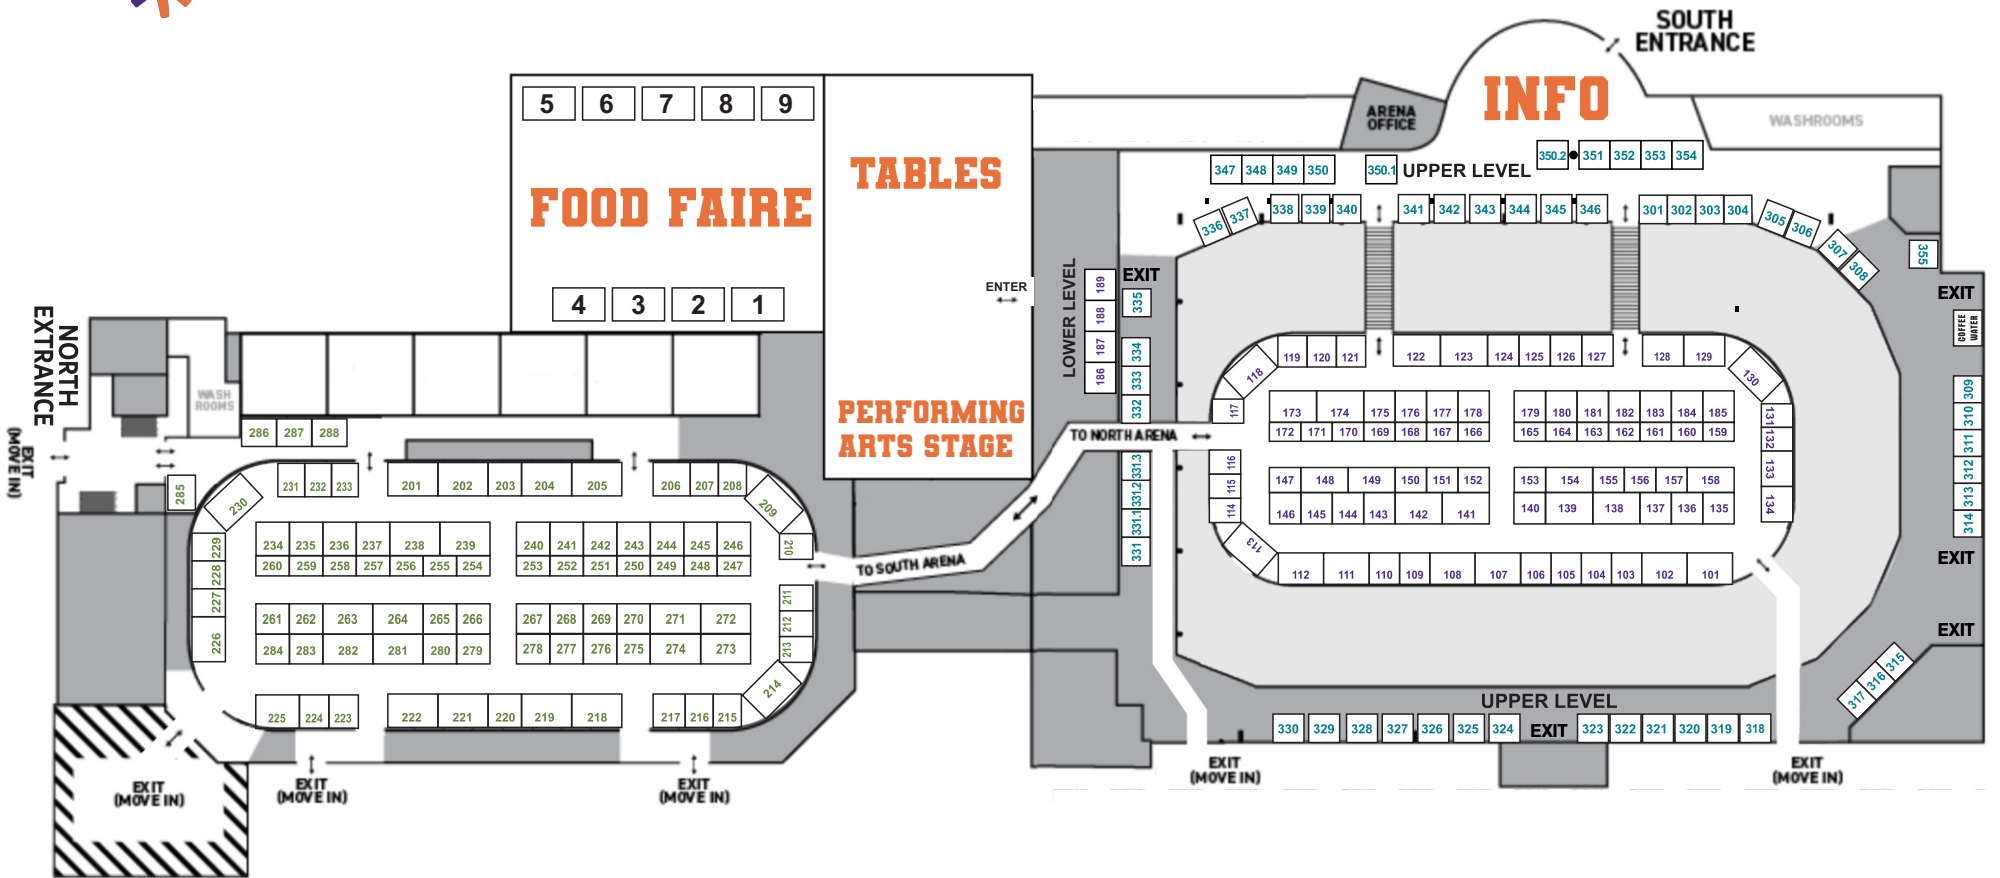 SOUTH
ENTRANCE
INFO
ARENA
OFFICE
WASHROOMS
5 6 7 8 9
FOOD FAIRE
4 3 2 1
TABLES
ENTER
PERFORMING
ARTS STAGE
347 348 349 350 350.1 UPPER LEVEL 350.2 351 352 353 354
336 337 338 339 340 341 342 343 344 345 346 301 302 303 304 305 306 307 308
355
EXIT
COFFEE
WATER
309
310
311
312
313
314
EXIT
EXIT
315
316
317
LOWER LEVEL
189
188
187
186
EXIT
335
334
333
332
331.3
331.2
331.1
331
TO NORTH ARENA
TO SOUTH ARENA
118 119 120 121 122 123 124 125 126 127 128 129 130
117
173 174 175 176 177 178 179 180 181 182 183 184 185
172 171 170 169 168 167 166 165 164 163 162 161 160 159
131
132
133
134
116
115
114
113
147 148 149 150 151 152 153 154 155 156 157 158
146 145 144 143 142 141 140 139 138 137 136 135
112 111 110 109 108 107 106 105 104 103 102 101
UPPER LEVEL
330 329 328 327 326 325 324 EXIT 323 322 321 320 319 318
EXIT
(MOVE IN)
EXIT
(MOVE IN)
NORTH
ENTRANCE
EXIT
(MOVE IN)
WASH
ROOMS
286 287 288
285
230 231 232 233 201 202 203 204 205 206 207 208 209
210
229
228
227
226
234 235 236 237 238 239 240 241 242 243 244 245 246
260 259 258 257 256 255 254 253 252 251 250 249 248 247
211
212
213
214
261 262 263 264 265 266 267 268 269 270 271 272
284 283 282 281 280 279 278 277 276 275 274 273
225 224 223 222 221 220 219 218 217 216 215
EXIT
(MOVE IN)
EXIT
(MOVE IN)
EXIT
(MOVE IN)